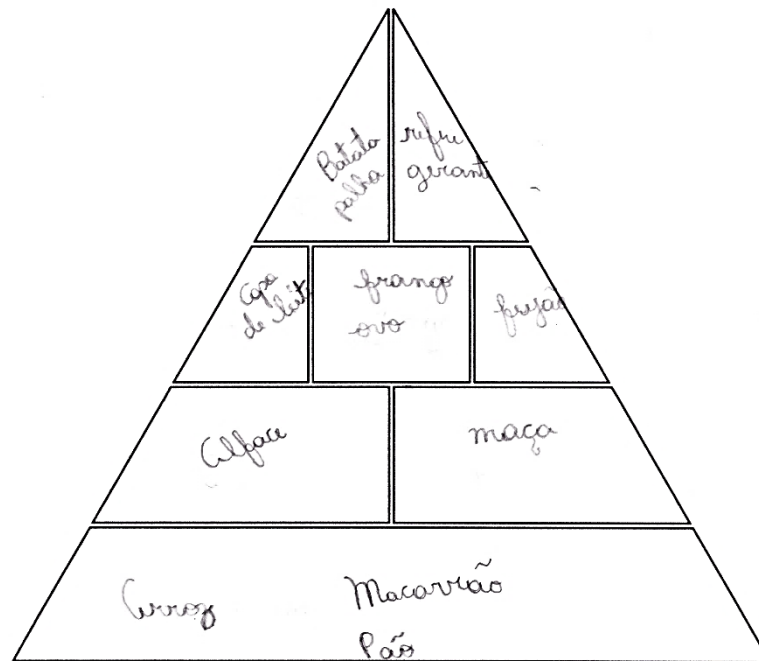 Batata
palha
refri
gerante
Copo
de leite
frango
ovo
feijão
Alface
maça
Arroz
Macarrão
Pão